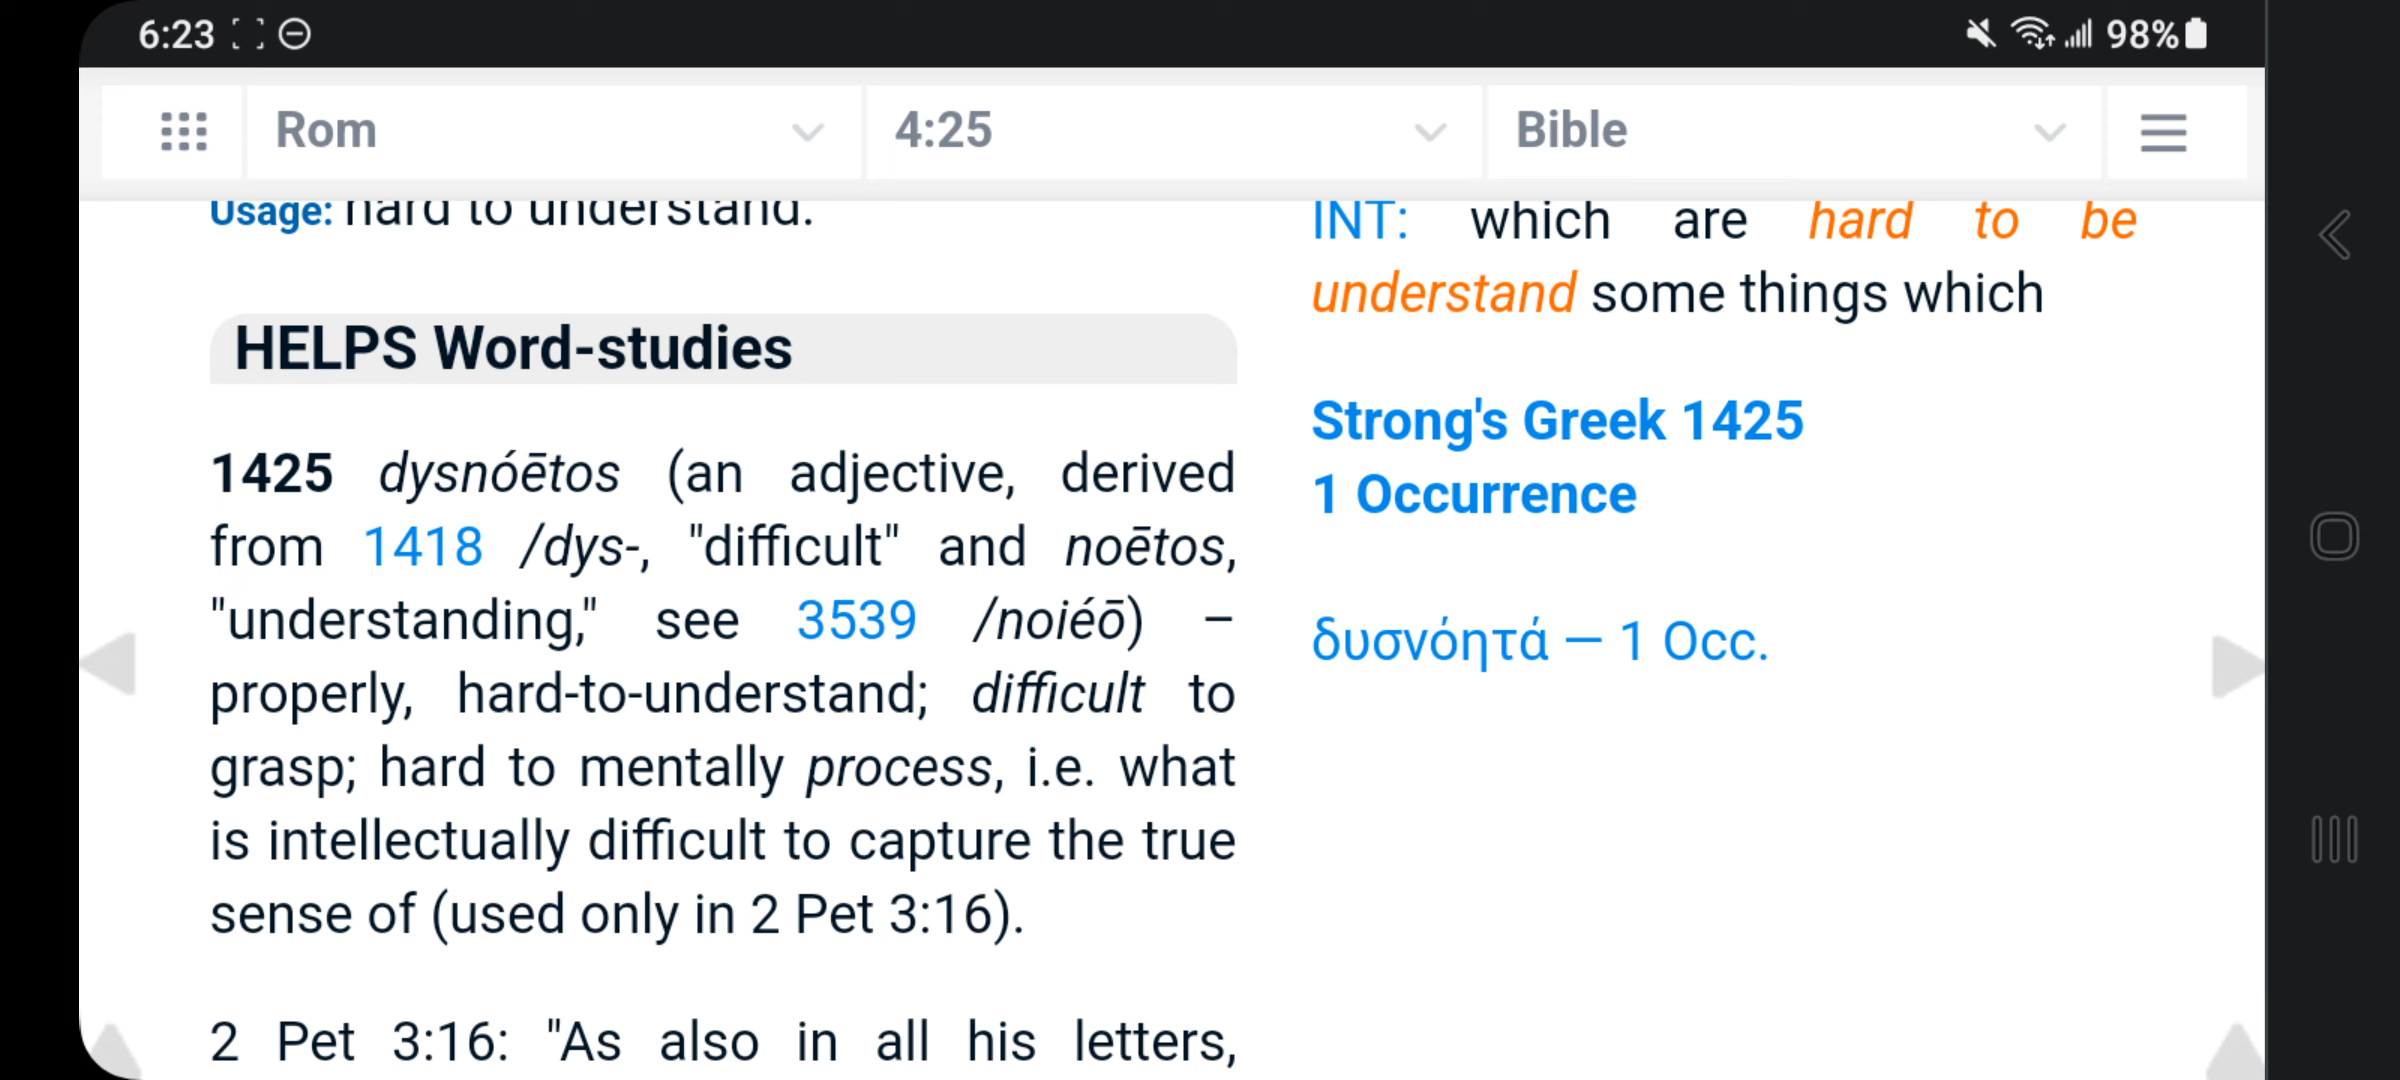 6:23
98%
Rom
4:25
Bible
Usage: hard to understand.
HELPS Word-studies
1425 dysnóētos (an adjective, derived
from 1418 /dys-, "difficult" and noētos,
"understanding," see 3539 /noiéō) –
properly, hard-to-understand; difficult to
grasp; hard to mentally process, i.e. what
is intellectually difficult to capture the true
sense of (used only in 2 Pet 3:16).
2 Pet 3:16: "As also in all his letters,
INT: which are hard to be
understand some things which
Strong's Greek 1425
1 Occurrence
δυσνόητά — 1 Occ.